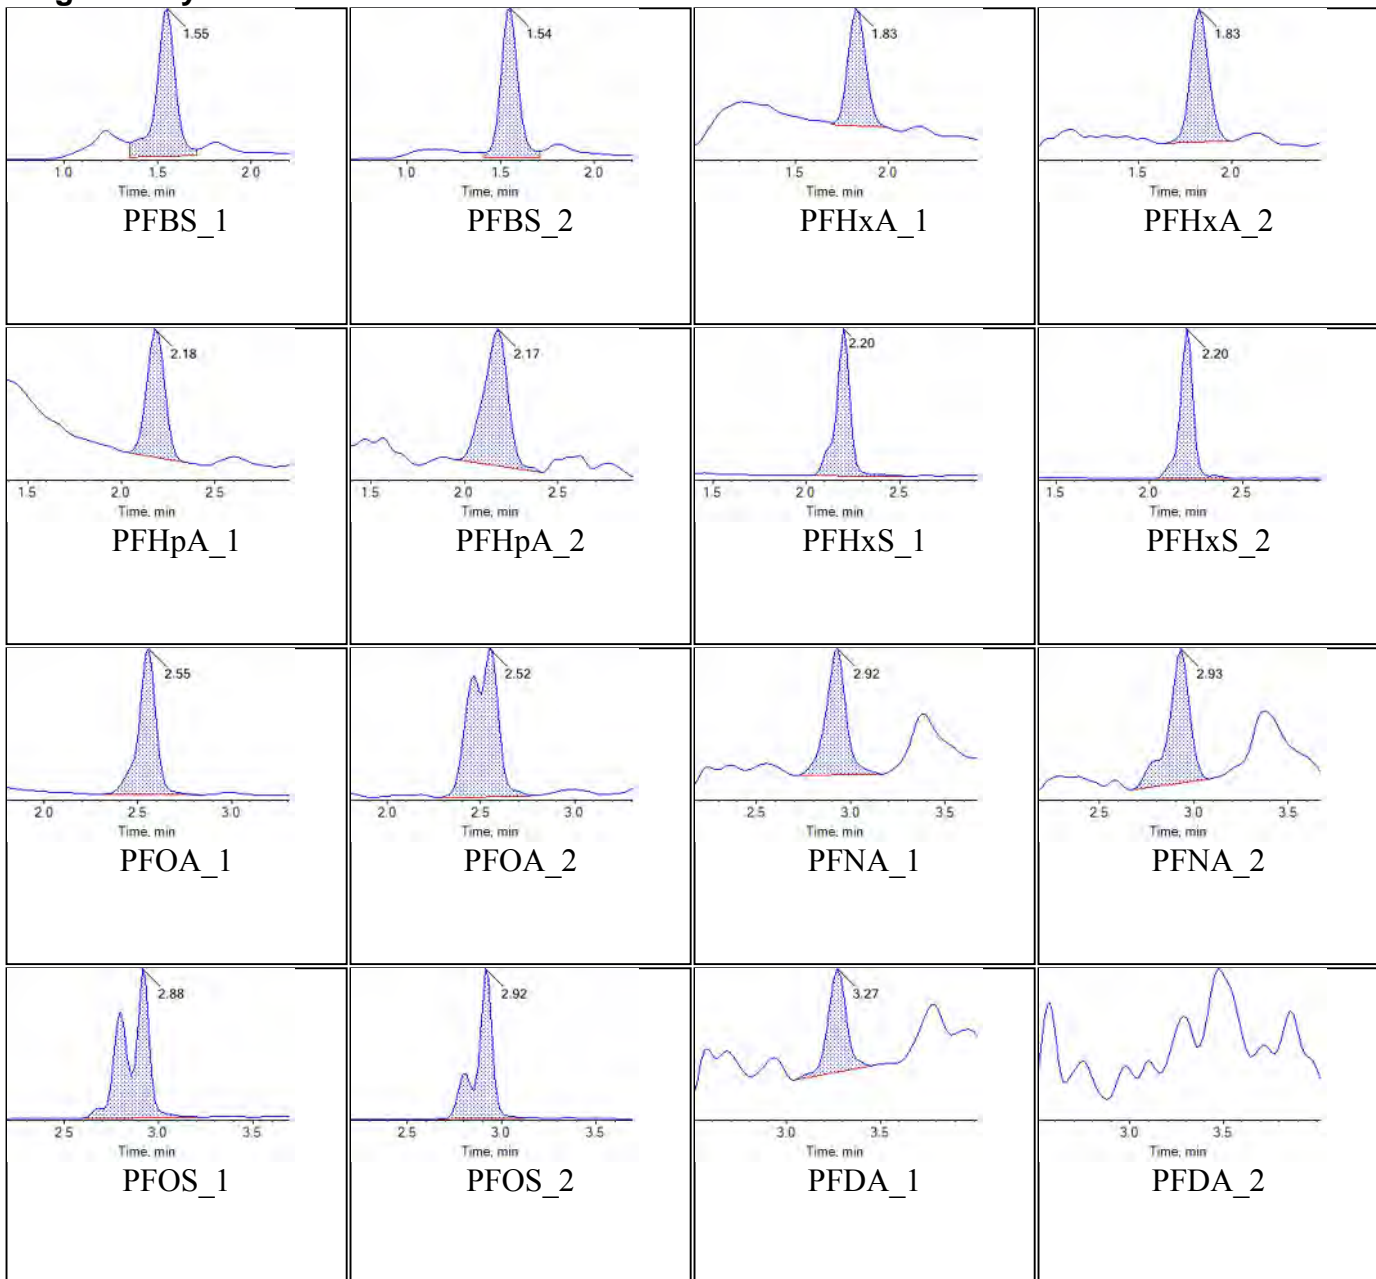 1.55 1.54 1.83 1.83
1.0 1.5 2.0 1.0 1.5 2.0 1.5 2.0 1.5 2.0
Time, min Time, min Time, min Time, min
PFBS_1 PFBS_2 PFHxA_1 PFHxA_2
2.18 2.17 2.20 2.20
1.5 2.0 2.5 1.5 2.0 2.5 1.5 2.0 2.5 1.5 2.0 2.5
Time, min Time, min Time, min Time, min
PFHpA_1 PFHpA_2 PFHxS_1 PFHxS_2
2.55 2.52 2.92 2.93
2.0 2.5 3.0 2.0 2.5 3.0 2.5 3.0 3.5 2.5 3.0 3.5
Time, min Time, min Time, min Time, min
PFOA_1 PFOA_2 PFNA_1 PFNA_2
2.88 2.92 3.27
2.5 3.0 3.5 2.5 3.0 3.5 3.0 3.5 3.0 3.5
Time, min Time, min Time, min Time, min
PFOS_1 PFOS_2 PFDA_1 PFDA_2